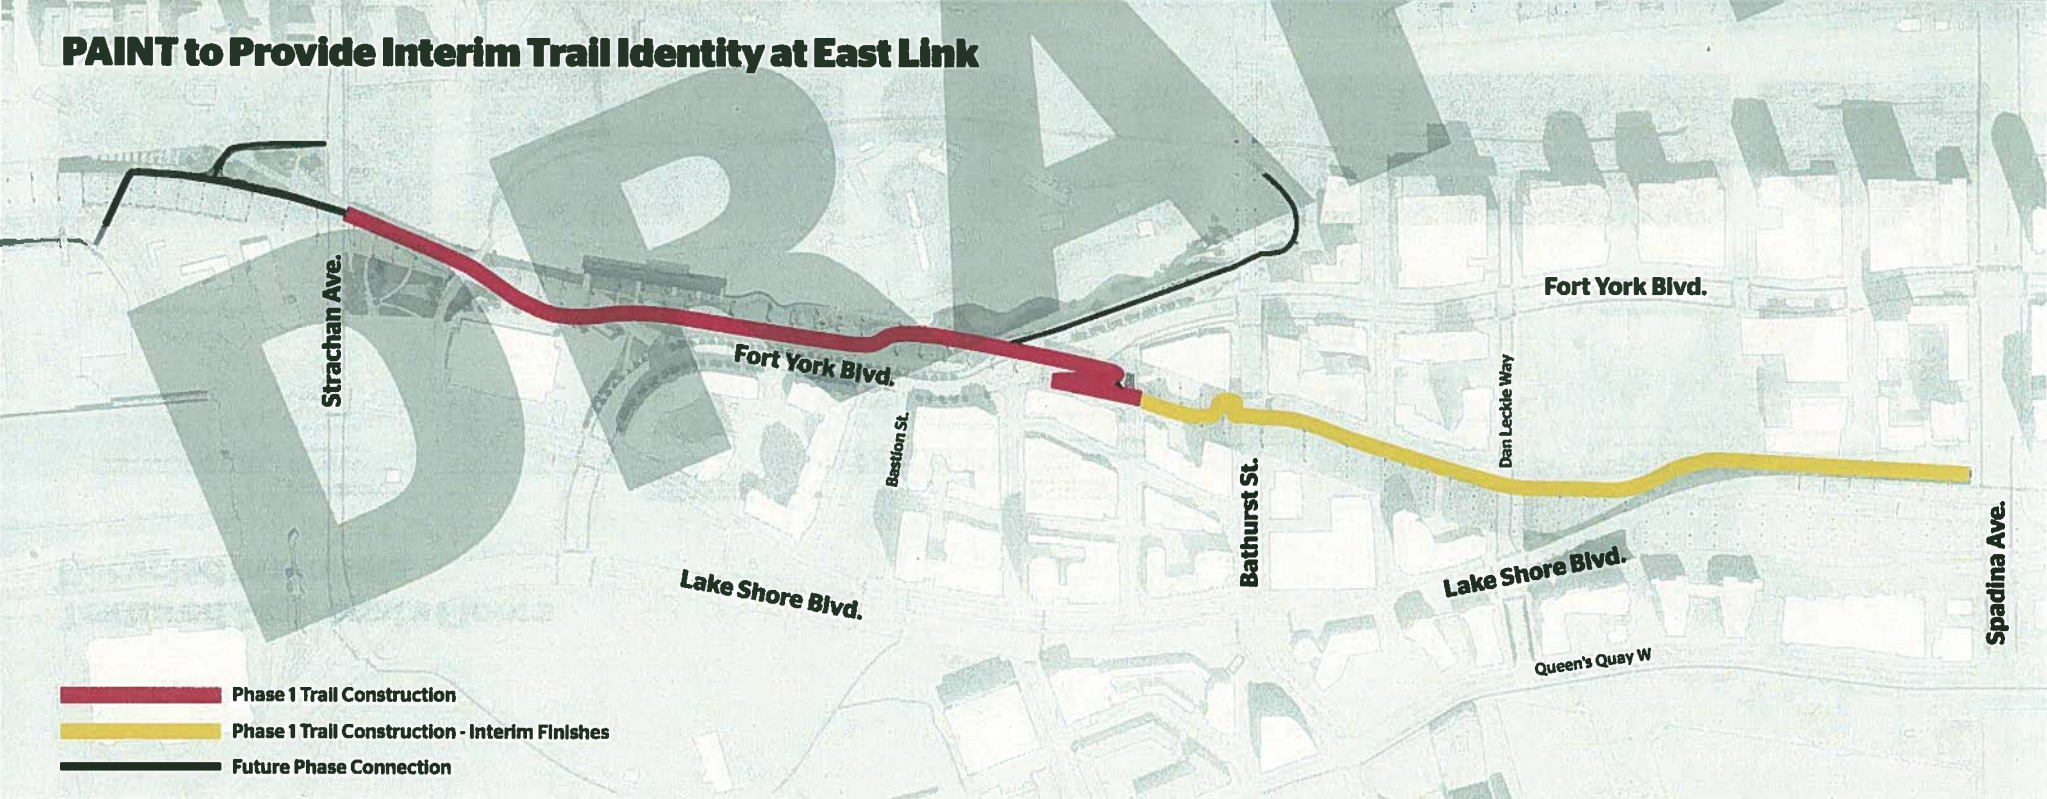 PAINT to Provide Interim Trail Identity at East Link
DRAF
Strachan Ave.
Fort York Blvd.
Fort York Blvd.
Bastion St.
Dan Leckie Way
Bathurst St.
Lake Shore Blvd.
Lake Shore Blvd.
Spadina Ave.
Queen's Quay W
Phase 1 Trail Construction
Phase 1 Trail Construction - Interim Finishes
Future Phase Connection